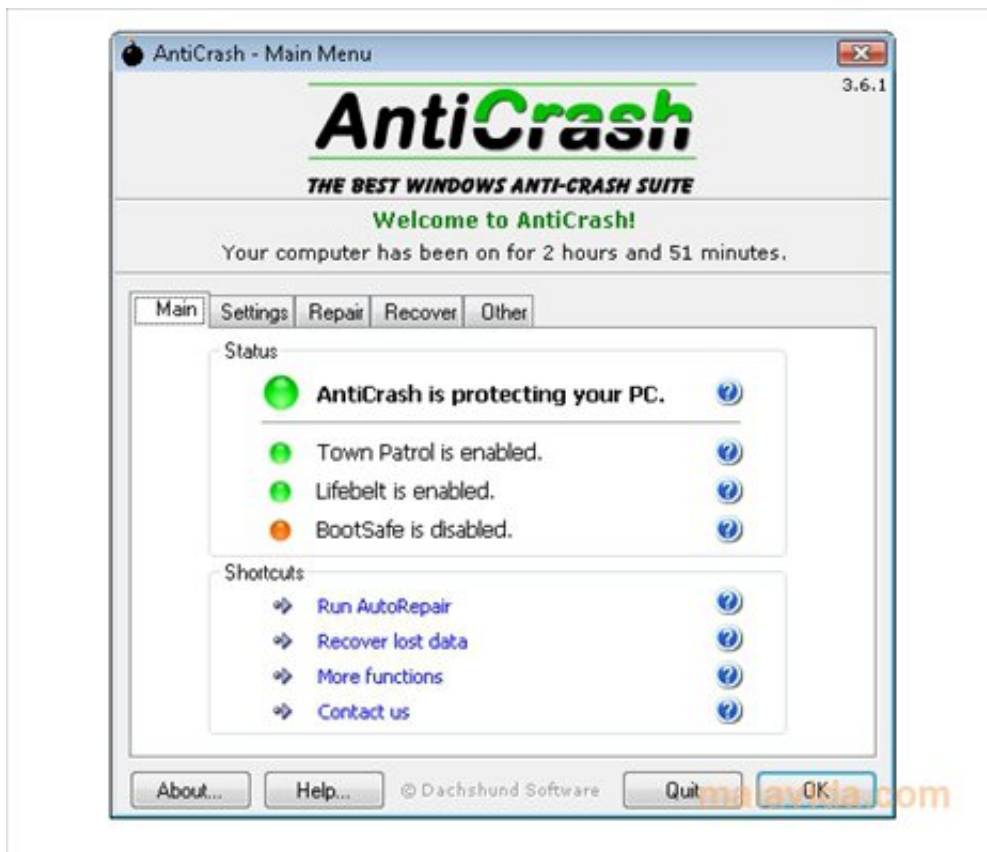 AntiCrash - Main Menu
3.6.1
AntiCrash
THE BEST WINDOWS ANTI-CRASH SUITE
Welcome to AntiCrash!
Your computer has been on for 2 hours and 51 minutes.
Main Settings Repair Recover Other
Status
AntiCrash is protecting your PC.
Town Patrol is enabled.
Lifebelt is enabled.
BootSafe is disabled.
Shortcuts
Run AutoRepair
Recover lost data
More functions
Contact us
About... Help... © Dachshund Software Quit OK
malavida.com